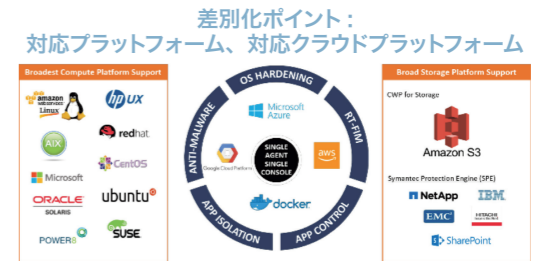 差別化ポイント：
対応プラットフォーム、対応クラウドプラットフォーム
Broadest Compute Platform Support
amazon
web services
Linux
hp UX
AIX
redhat
CentOS
Microsoft
ORACLE
SOLARIS
ubuntu
POWER8
SUSE
OS HARDENING
RT-FIM
APP CONTROL
APP ISOLATION
ANTI-MALWARE
Microsoft
Azure
Google Cloud Platform
SINGLE
AGENT
SINGLE
CONSOLE
aws
docker
Broad Storage Platform Support
CWP for Storage
Amazon S3
Symantec Protection Engine (SPE)
NetApp
IBM
EMC²
HITACHI
SharePoint